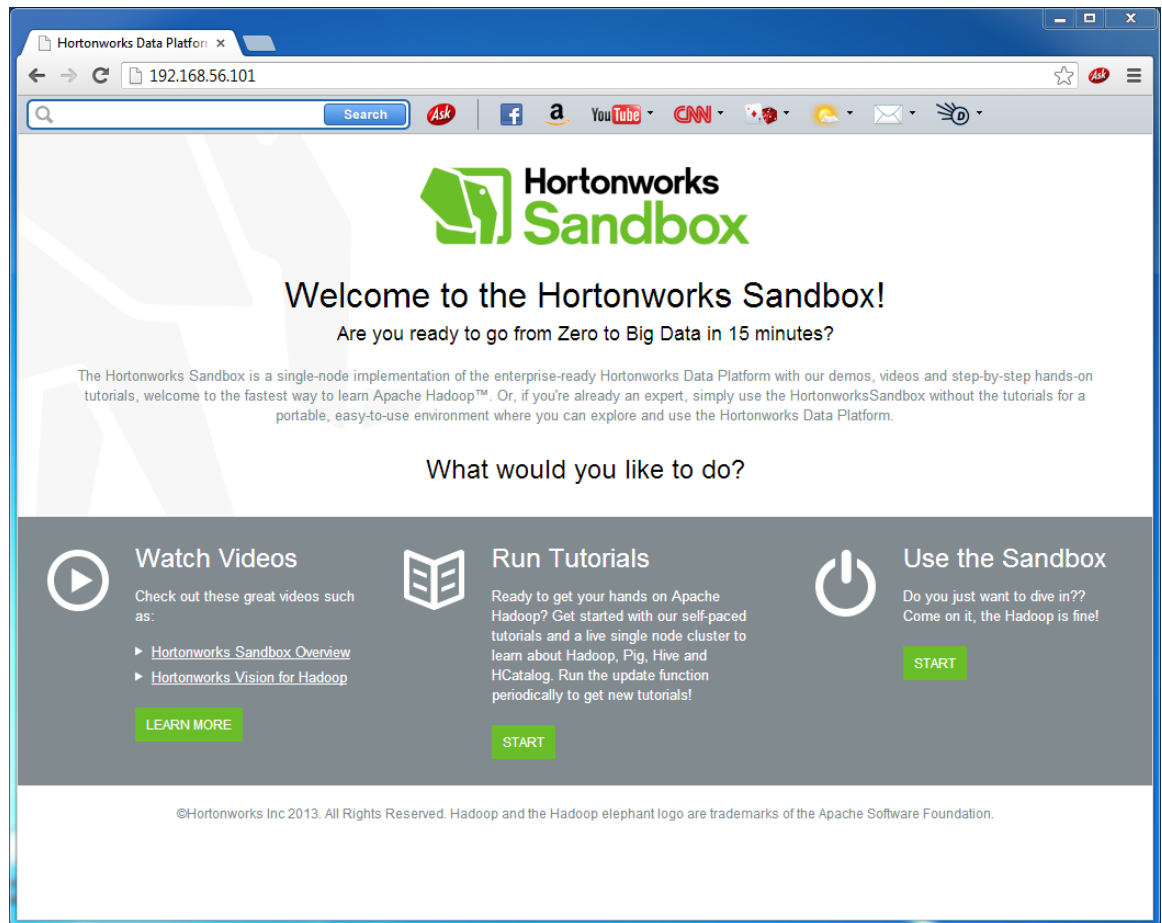 Hortonworks Data Platforr
192.168.56.101
Search
Ask
Ask
f
a
YouTube
CNN
D
Hortonworks
Sandbox
Welcome to the Hortonworks Sandbox!
Are you ready to go from Zero to Big Data in 15 minutes?
The Hortonworks Sandbox is a single-node implementation of the enterprise-ready Hortonworks Data Platform with our demos, videos and step-by-step hands-on
tutorials, welcome to the fastest way to learn Apache Hadoop™. Or, if you're already an expert, simply use the HortonworksSandbox without the tutorials for a
portable, easy-to-use environment where you can explore and use the Hortonworks Data Platform.
What would you like to do?
Watch Videos
Check out these great videos such
as:
Hortonworks Sandbox Overview
Hortonworks Vision for Hadoop
LEARN MORE
Run Tutorials
Ready to get your hands on Apache
Hadoop? Get started with our self-paced
tutorials and a live single node cluster to
learn about Hadoop, Pig, Hive and
HCatalog. Run the update function
periodically to get new tutorials!
START
Use the Sandbox
Do you just want to dive in??
Come on it, the Hadoop is fine!
START
©Hortonworks Inc 2013. All Rights Reserved. Hadoop and the Hadoop elephant logo are trademarks of the Apache Software Foundation.